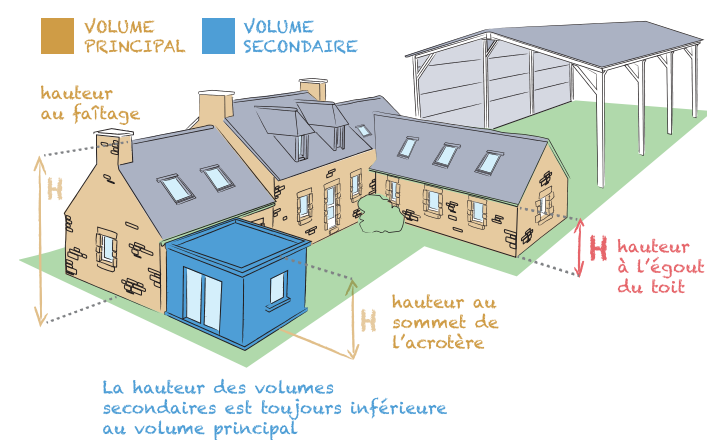 VOLUME
PRINCIPAL
VOLUME
SECONDAIRE
hauteur
au faîtage
H
H
hauteur
à l'égout
du toit
H
hauteur au
sommet de
l'acrotère
La hauteur des volumes
secondaires est toujours inférieure
au volume principal